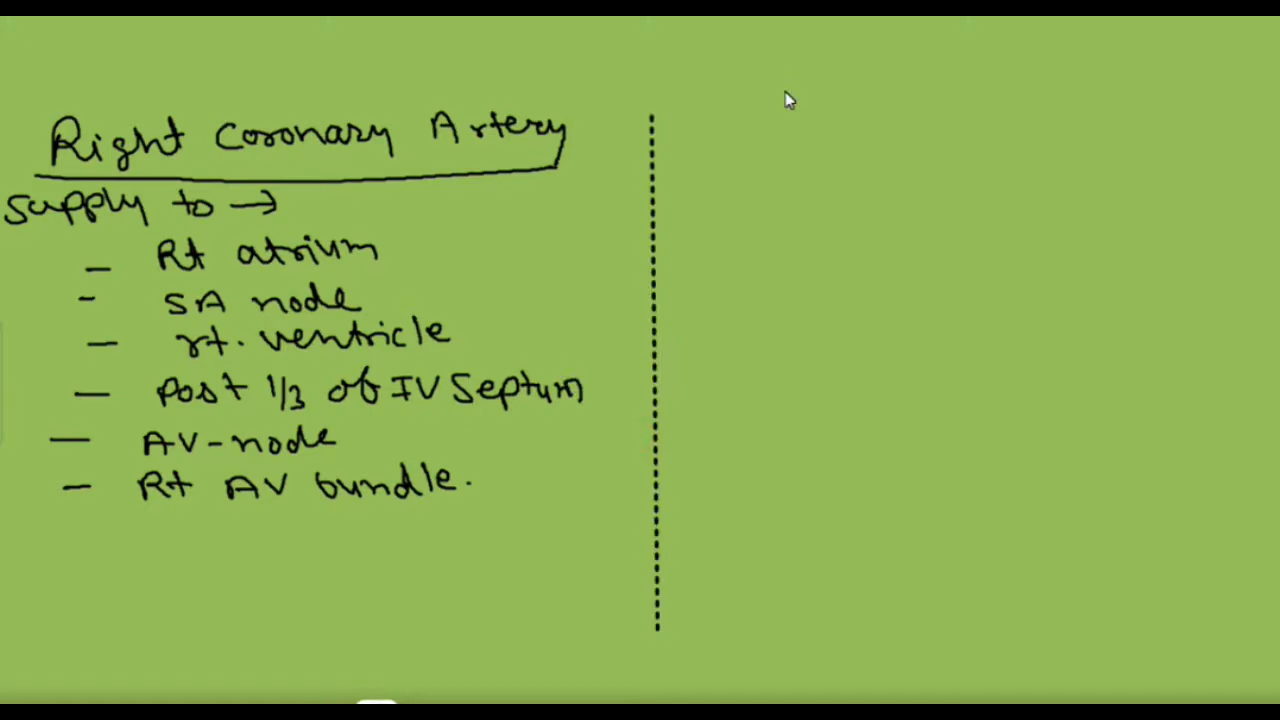 Right Coronary Artery
Supply to →
- Rt atrium
- SA node
- rt. ventricle
- Post 1/3 of IV Septum
- AV-node
- Rt AV bundle.